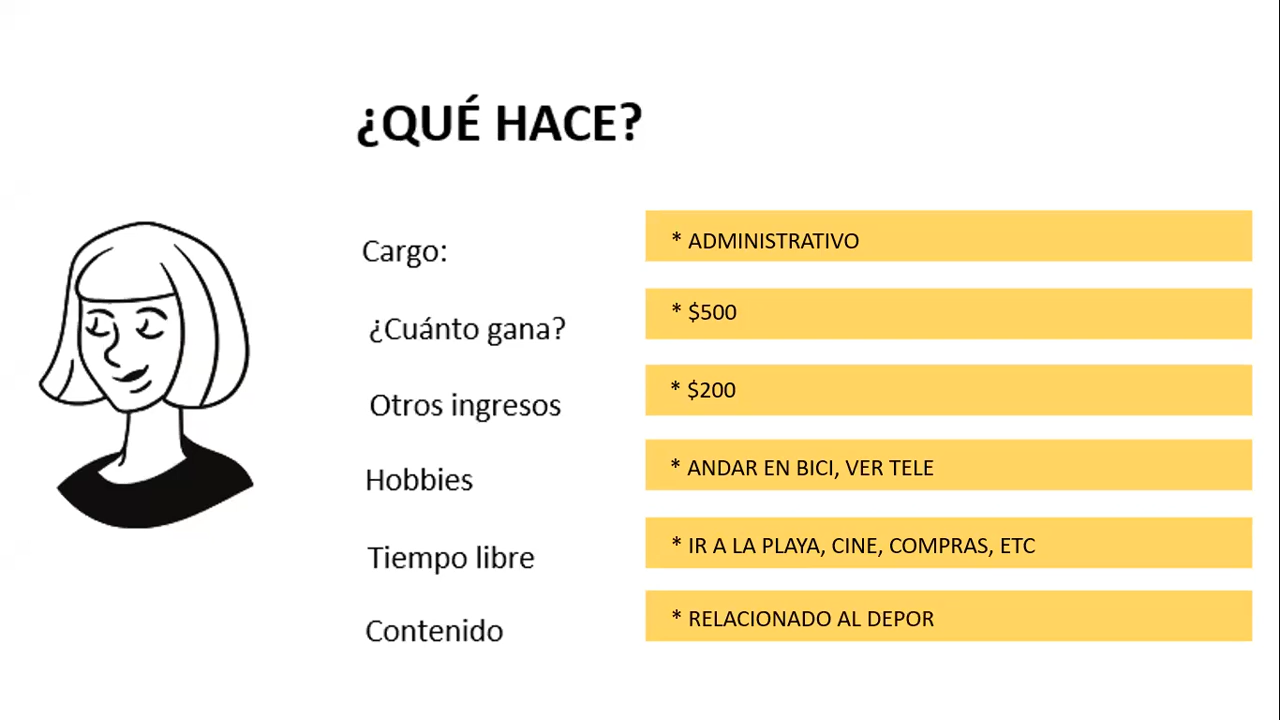 ¿QUÉ HACE?
Cargo: * ADMINISTRATIVO
¿Cuánto gana? * $500
Otros ingresos * $200
Hobbies * ANDAR EN BICI, VER TELE
Tiempo libre * IR A LA PLAYA, CINE, COMPRAS, ETC
Contenido * RELACIONADO AL DEPOR